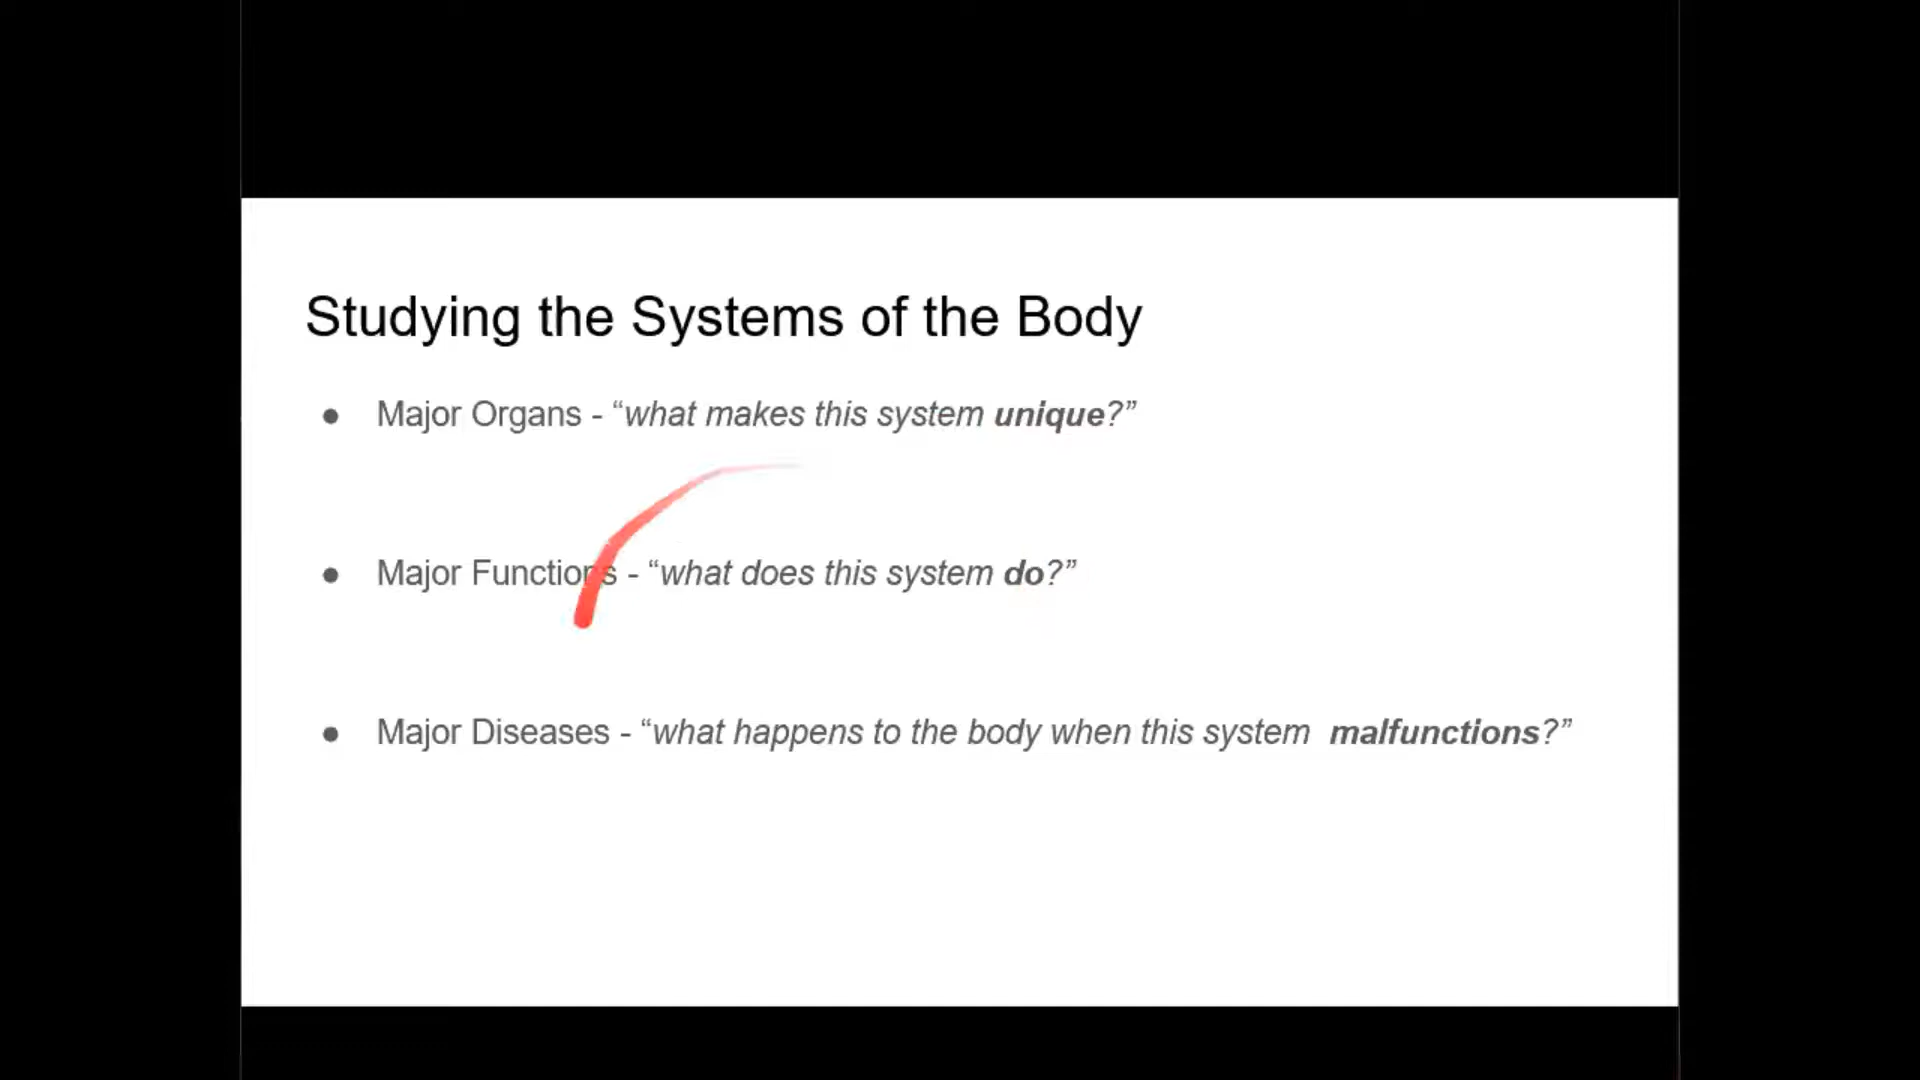 Studying the Systems of the Body
● Major Organs - “what makes this system unique?”
● Major Functions - “what does this system do?”
● Major Diseases - “what happens to the body when this system  malfunctions?”